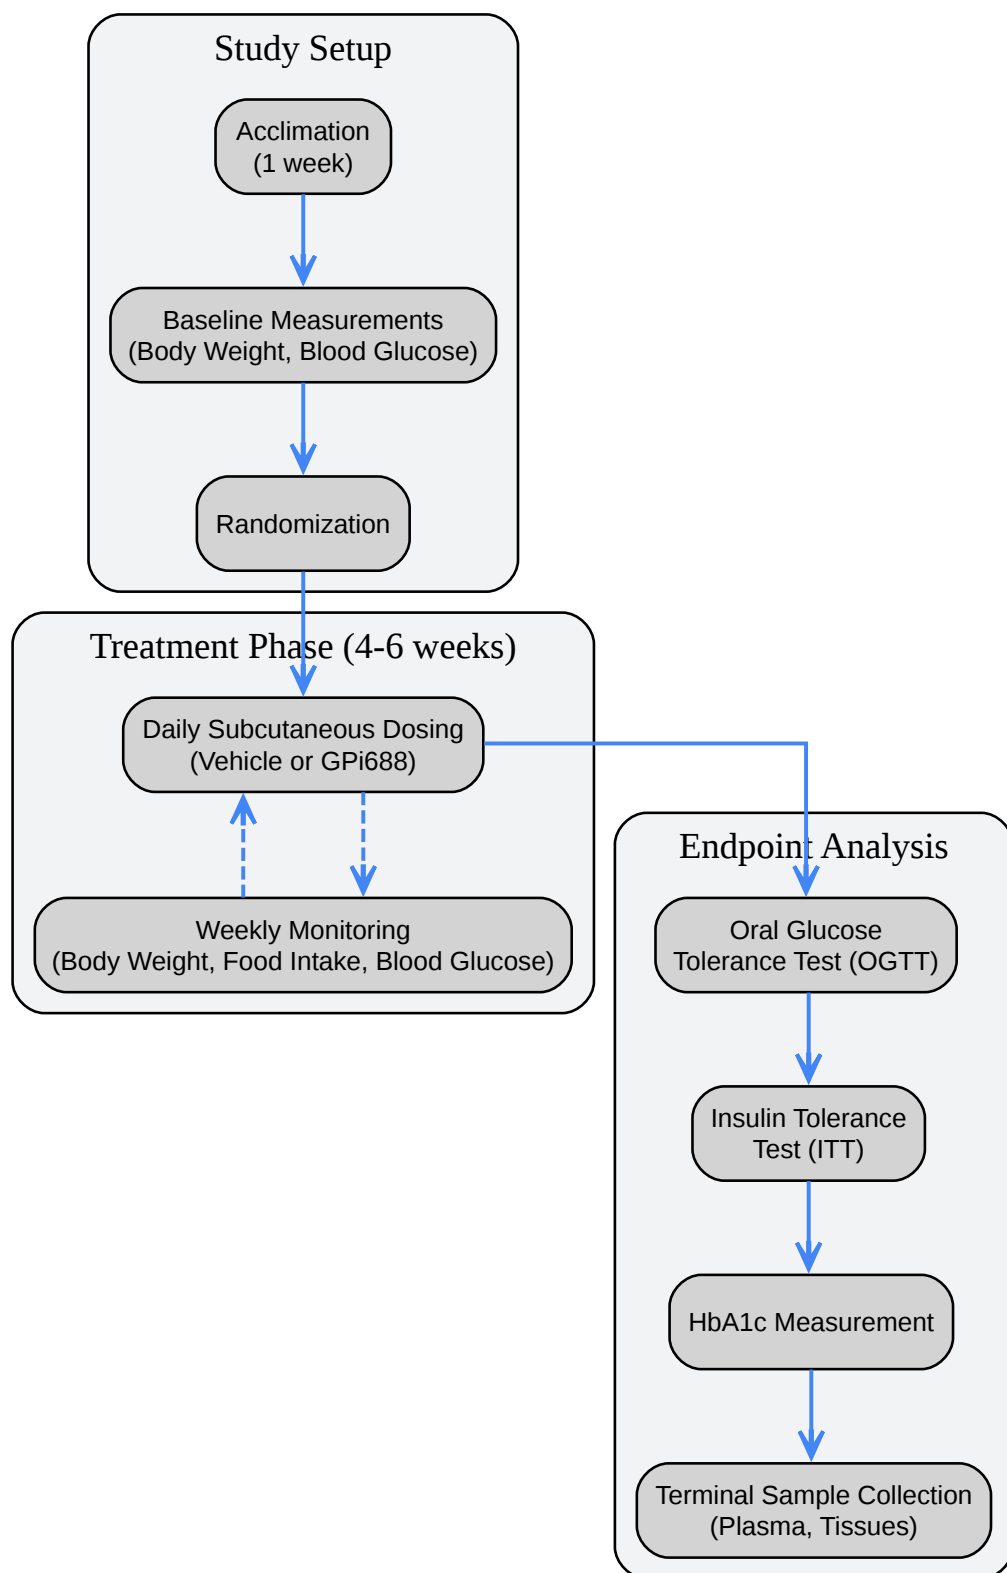 Study Setup
Acclimation
(1 week)
Baseline Measurements
(Body Weight, Blood Glucose)
Randomization
Treatment Phase (4-6 weeks)
Daily Subcutaneous Dosing
(Vehicle or GPi688)
Weekly Monitoring
(Body Weight, Food Intake, Blood Glucose)
Endpoint Analysis
Oral Glucose
Tolerance Test (OGTT)
Insulin Tolerance
Test (ITT)
HbA1c Measurement
Terminal Sample Collection
(Plasma, Tissues)